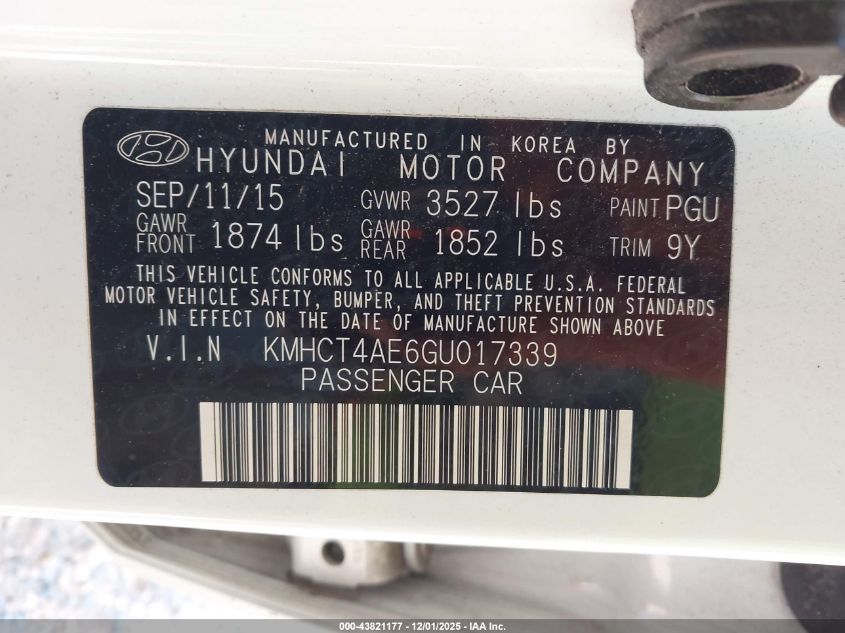 MANUFACTURED IN KOREA BY
HYUNDAI MOTOR COMPANY
SEP/11/15 GVWR 3527 lbs PAINT PGU
GAWR FRONT 1874 lbs GAWR REAR 1852 lbs TRIM 9Y
THIS VEHICLE CONFORMS TO ALL APPLICABLE U.S.A. FEDERAL
MOTOR VEHICLE SAFETY, BUMPER, AND THEFT PREVENTION STANDARDS
IN EFFECT ON THE DATE OF MANUFACTURE SHOWN ABOVE
V.I.N KMHCT4AE6GU017339
PASSENGER CAR
000-43821177 - 12/01/2025 - IAA Inc.